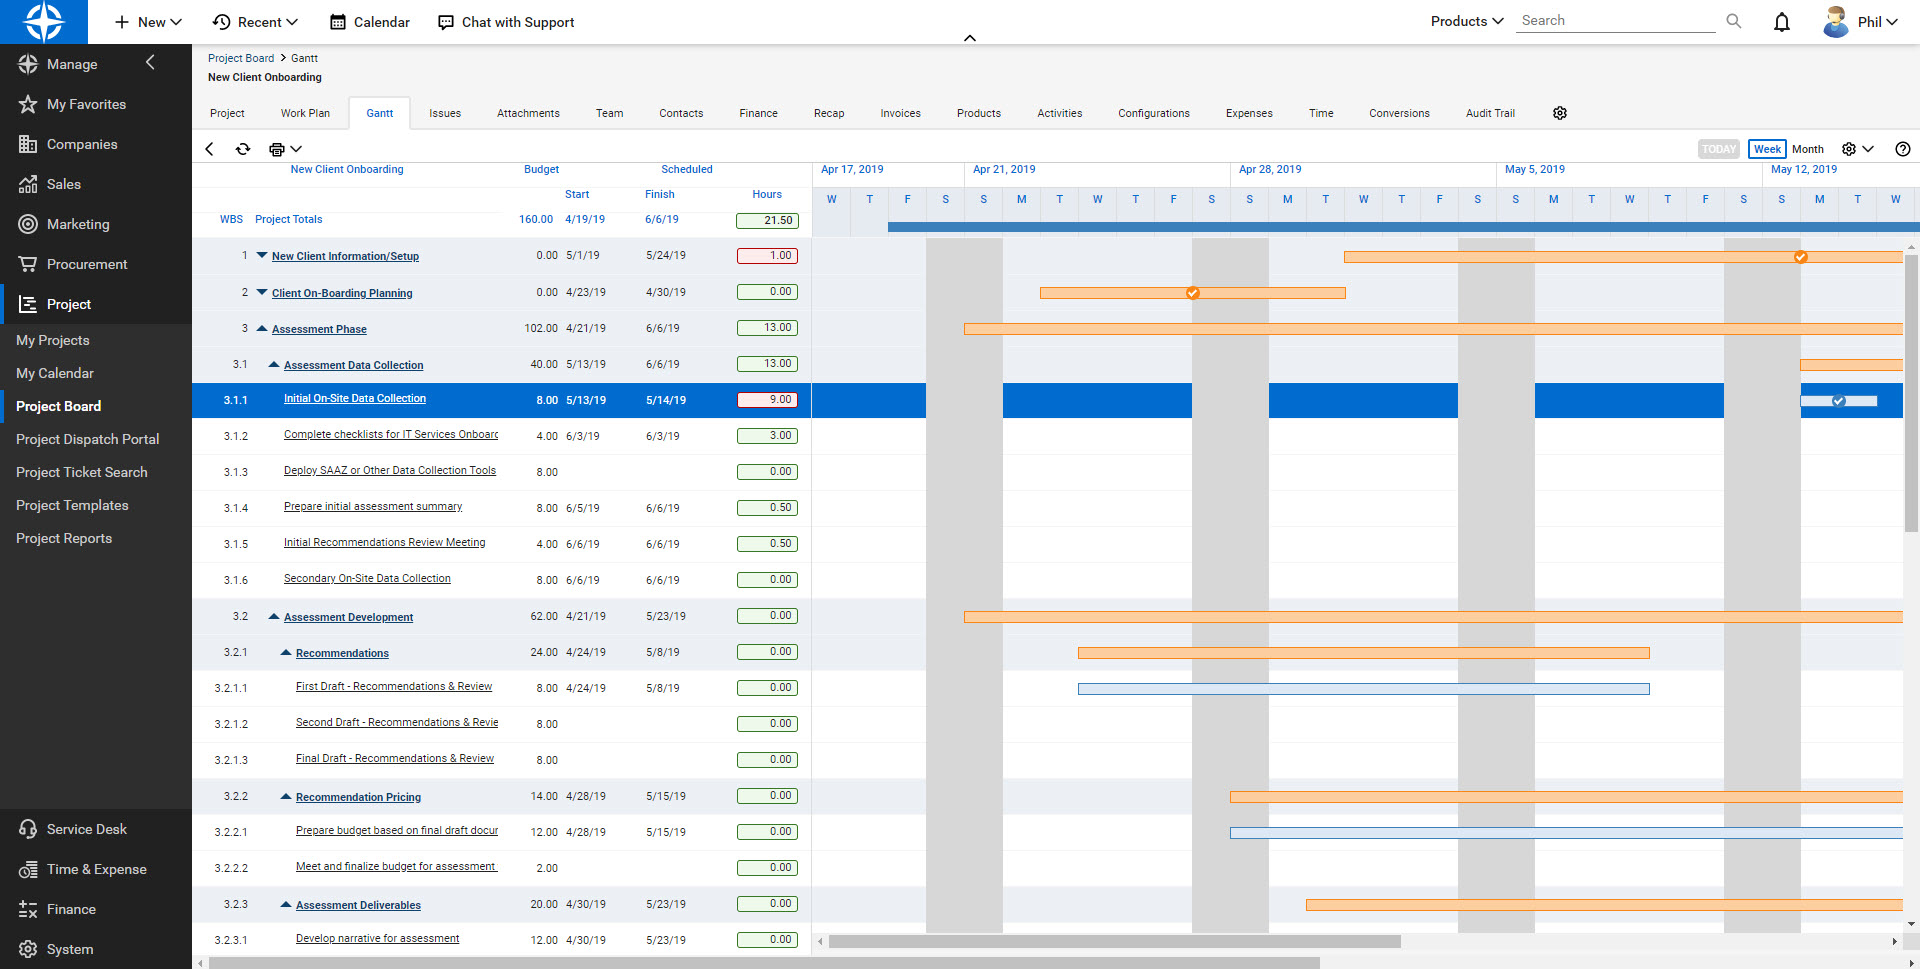 New Recent Calendar Chat with Support Products Search Phil
Manage
My Favorites
Companies
Sales
Marketing
Procurement
Project
My Projects
My Calendar
Project Board
Project Dispatch Portal
Project Ticket Search
Project Templates
Project Reports
Service Desk
Time & Expense
Finance
System
Project Board > Gantt
New Client Onboarding
Project Work Plan Gantt Issues Attachments Team Contacts Finance Recap Invoices Products Activities Configurations Expenses Time Conversions Audit Trail
TODAY Week Month
New Client Onboarding Budget Scheduled Apr 17, 2019 Apr 21, 2019 Apr 28, 2019 May 5, 2019 May 12, 2019
Start Finish Hours W T F S S M T W T F S S M T W T F S S M T W T F S S M T W
WBS Project Totals 160.00 4/19/19 6/6/19 21.50
1 New Client Information/Setup 0.00 5/1/19 5/24/19 1.00
2 Client On-Boarding Planning 0.00 4/23/19 4/30/19 0.00
3 Assessment Phase 102.00 4/21/19 6/6/19 13.00
3.1 Assessment Data Collection 40.00 5/13/19 6/6/19 13.00
3.1.1 Initial On-Site Data Collection 8.00 5/13/19 5/14/19 9.00
3.1.2 Complete checklists for IT Services Onboard 4.00 6/3/19 6/3/19 3.00
3.1.3 Deploy SAAZ or Other Data Collection Tools 8.00 0.00
3.1.4 Prepare initial assessment summary 8.00 6/5/19 6/6/19 0.50
3.1.5 Initial Recommendations Review Meeting 4.00 6/6/19 6/6/19 0.50
3.1.6 Secondary On-Site Data Collection 8.00 6/6/19 6/6/19 0.00
3.2 Assessment Development 62.00 4/21/19 5/23/19 0.00
3.2.1 Recommendations 24.00 4/24/19 5/8/19 0.00
3.2.1.1 First Draft - Recommendations & Review 8.00 4/24/19 5/8/19 0.00
3.2.1.2 Second Draft - Recommendations & Revie 8.00 0.00
3.2.1.3 Final Draft - Recommendations & Review 8.00 0.00
3.2.2 Recommendation Pricing 14.00 4/28/19 5/15/19 0.00
3.2.2.1 Prepare budget based on final draft docur 12.00 4/28/19 5/15/19 0.00
3.2.2.2 Meet and finalize budget for assessment 2.00 0.00
3.2.3 Assessment Deliverables 20.00 4/30/19 5/23/19 0.00
3.2.3.1 Develop narrative for assessment 12.00 4/30/19 5/23/19 0.00